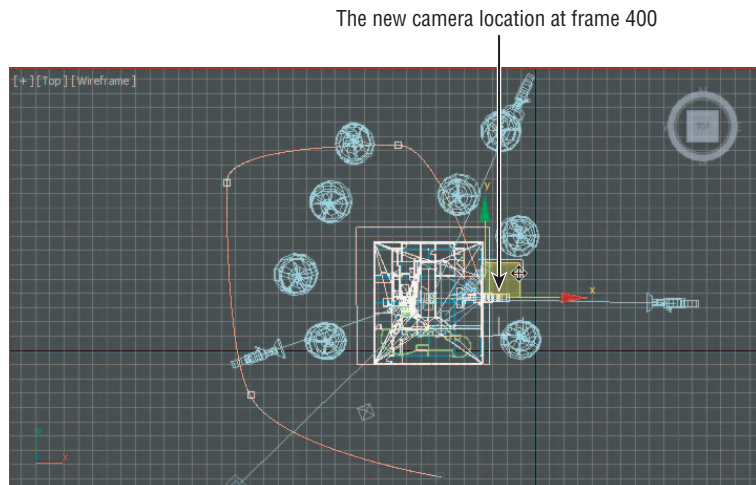 The new camera location at frame 400
[+][Top][Wireframe]
TOP
y
x
y
x